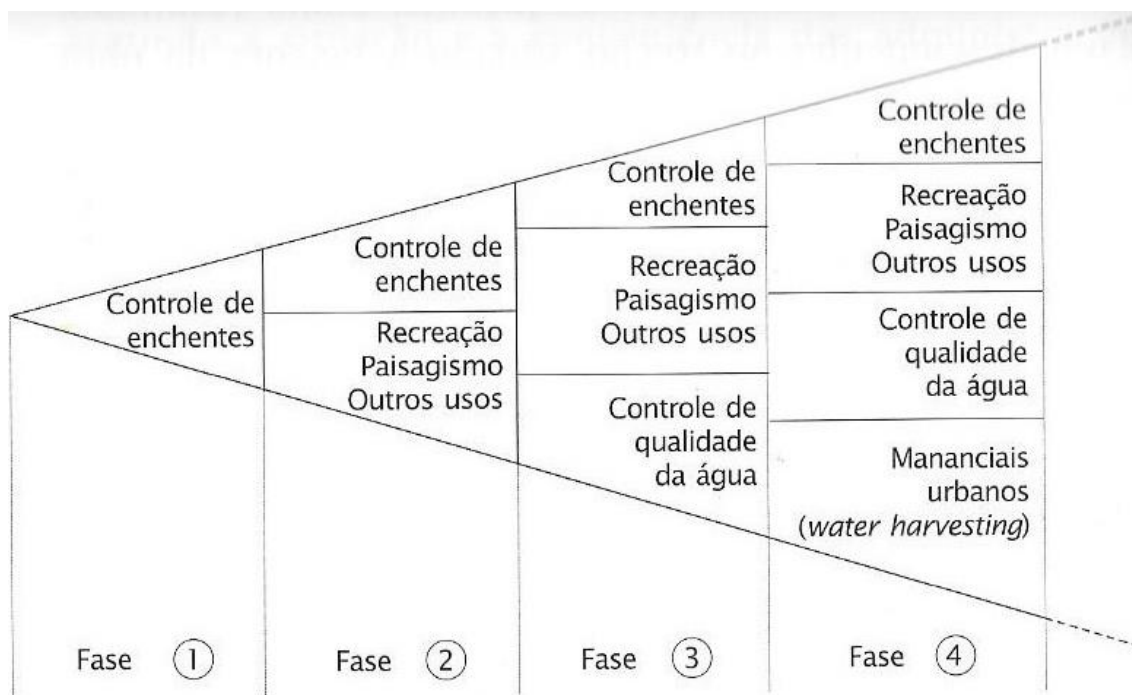 Controle de
enchentes
Controle de
enchentes
Recreação
Paisagismo
Outros usos
Controle de
enchentes
Recreação
Paisagismo
Outros usos
Controle de
qualidade
da água
Controle de
enchentes
Recreação
Paisagismo
Outros usos
Controle de
qualidade
da água
Mananciais
urbanos
(water harvesting)
Fase 1
Fase 2
Fase 3
Fase 4